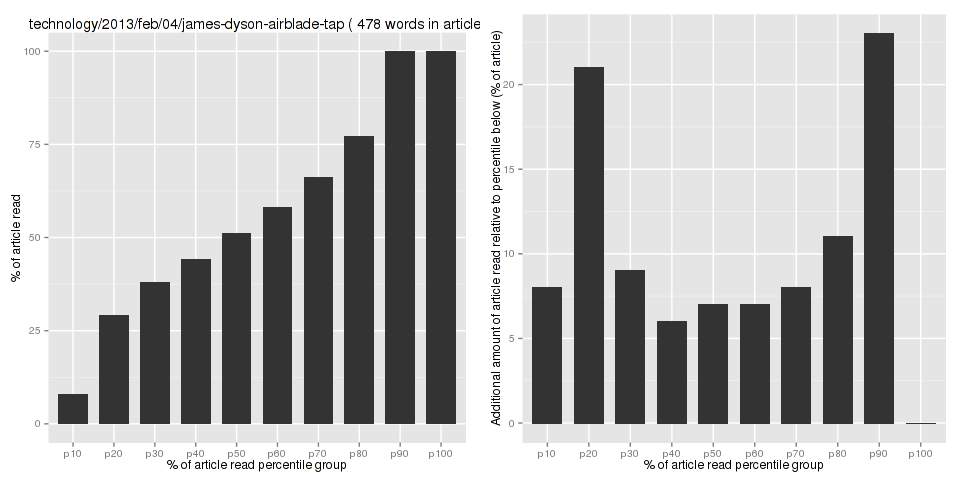 technology/2013/feb/04/james-dyson-airblade-tap ( 478 words in article
% of article read
100
75
50
25
0
p10 p20 p30 p40 p50 p60 p70 p80 p90 p100
% of article read percentile group
Additional amount of article read relative to percentile below (% of article)
20
15
10
5
0
p10 p20 p30 p40 p50 p60 p70 p80 p90 p100
% of article read percentile group